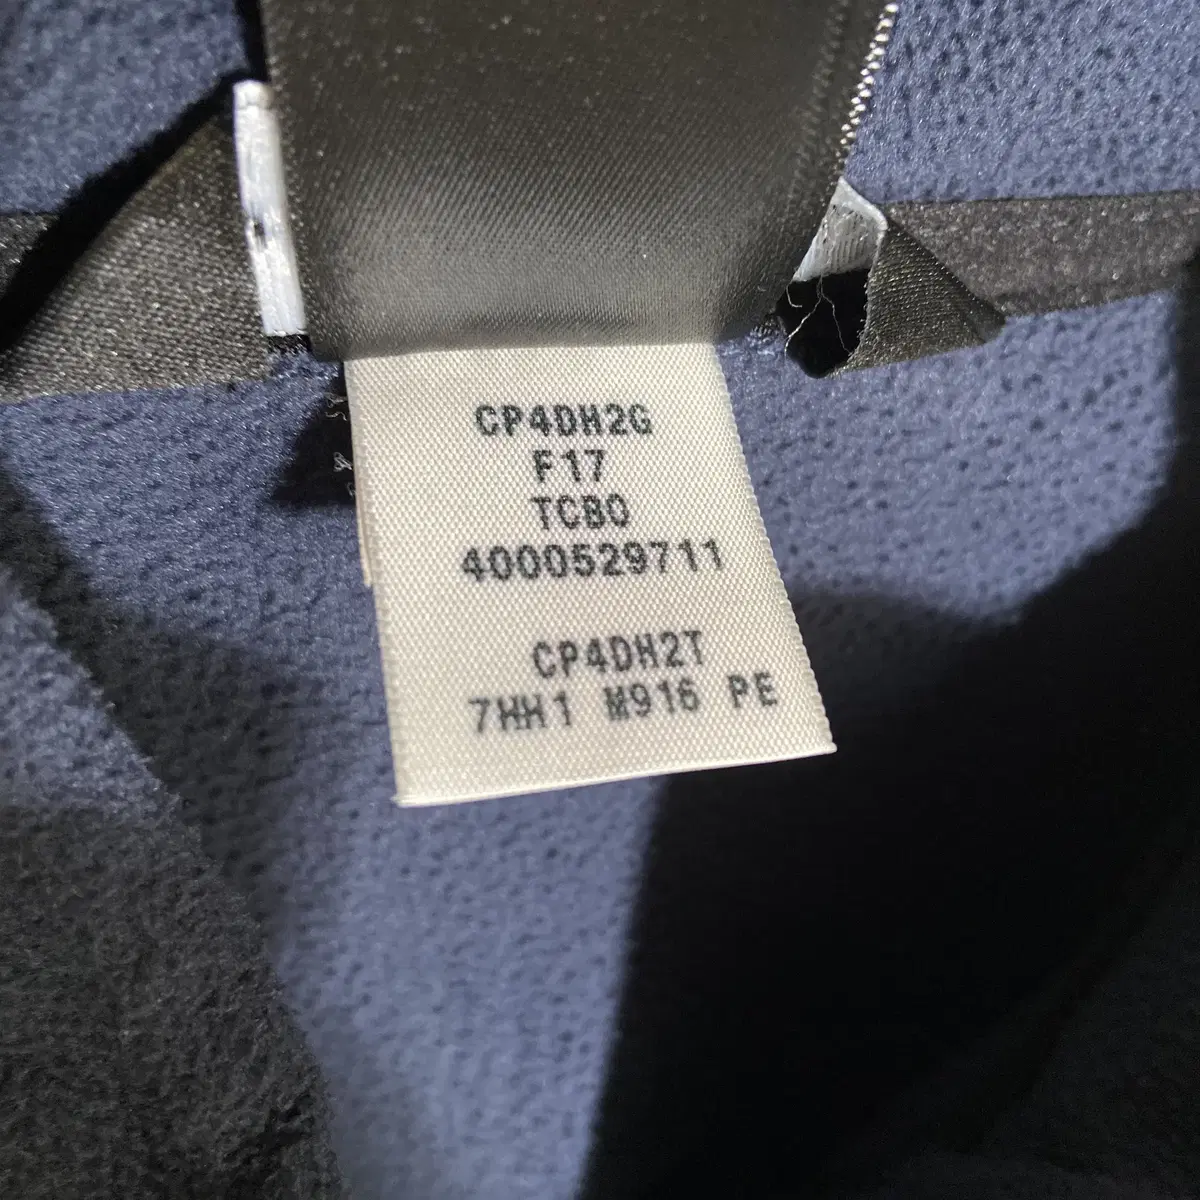 CP4DH2G
F17
TCBO
4000529711
CP4DH2T
7HH1 M916 PE